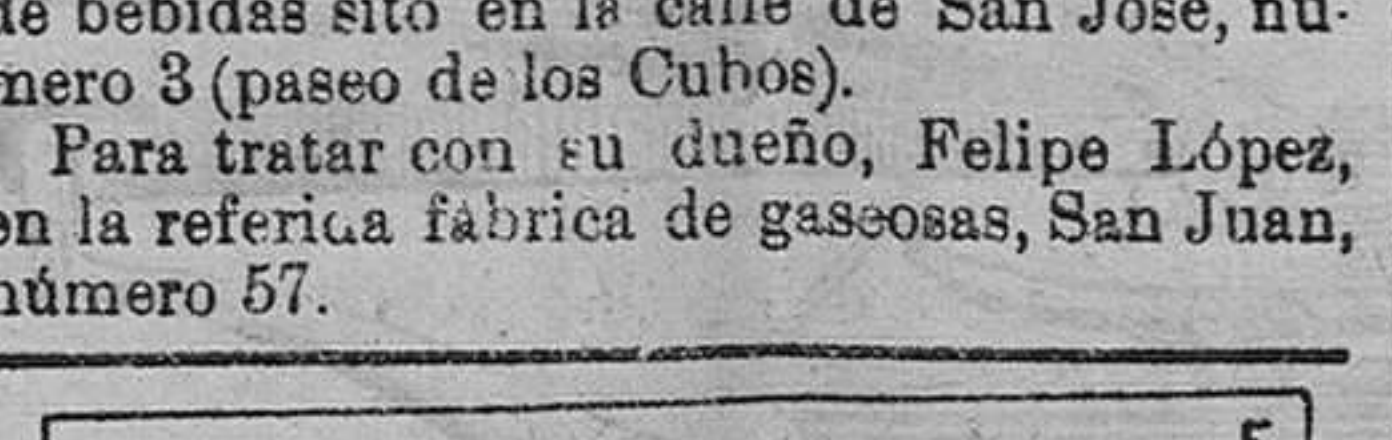 de bebidas sito en la calle de San José, nú-
mero 3 (paseo de los Cubos).
Para tratar con su dueño, Felipe López,
en la referida fábrica de gaseosas, San Juan,
número 57.